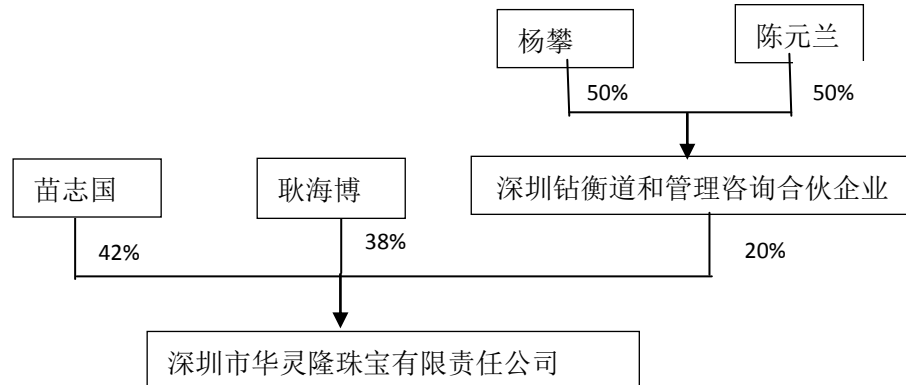 杨攀
陈元兰
50%
50%
苗志国
耿海博
深圳钻衡道和管理咨询合伙企业
42%
38%
20%
深圳市华灵隆珠宝有限责任公司